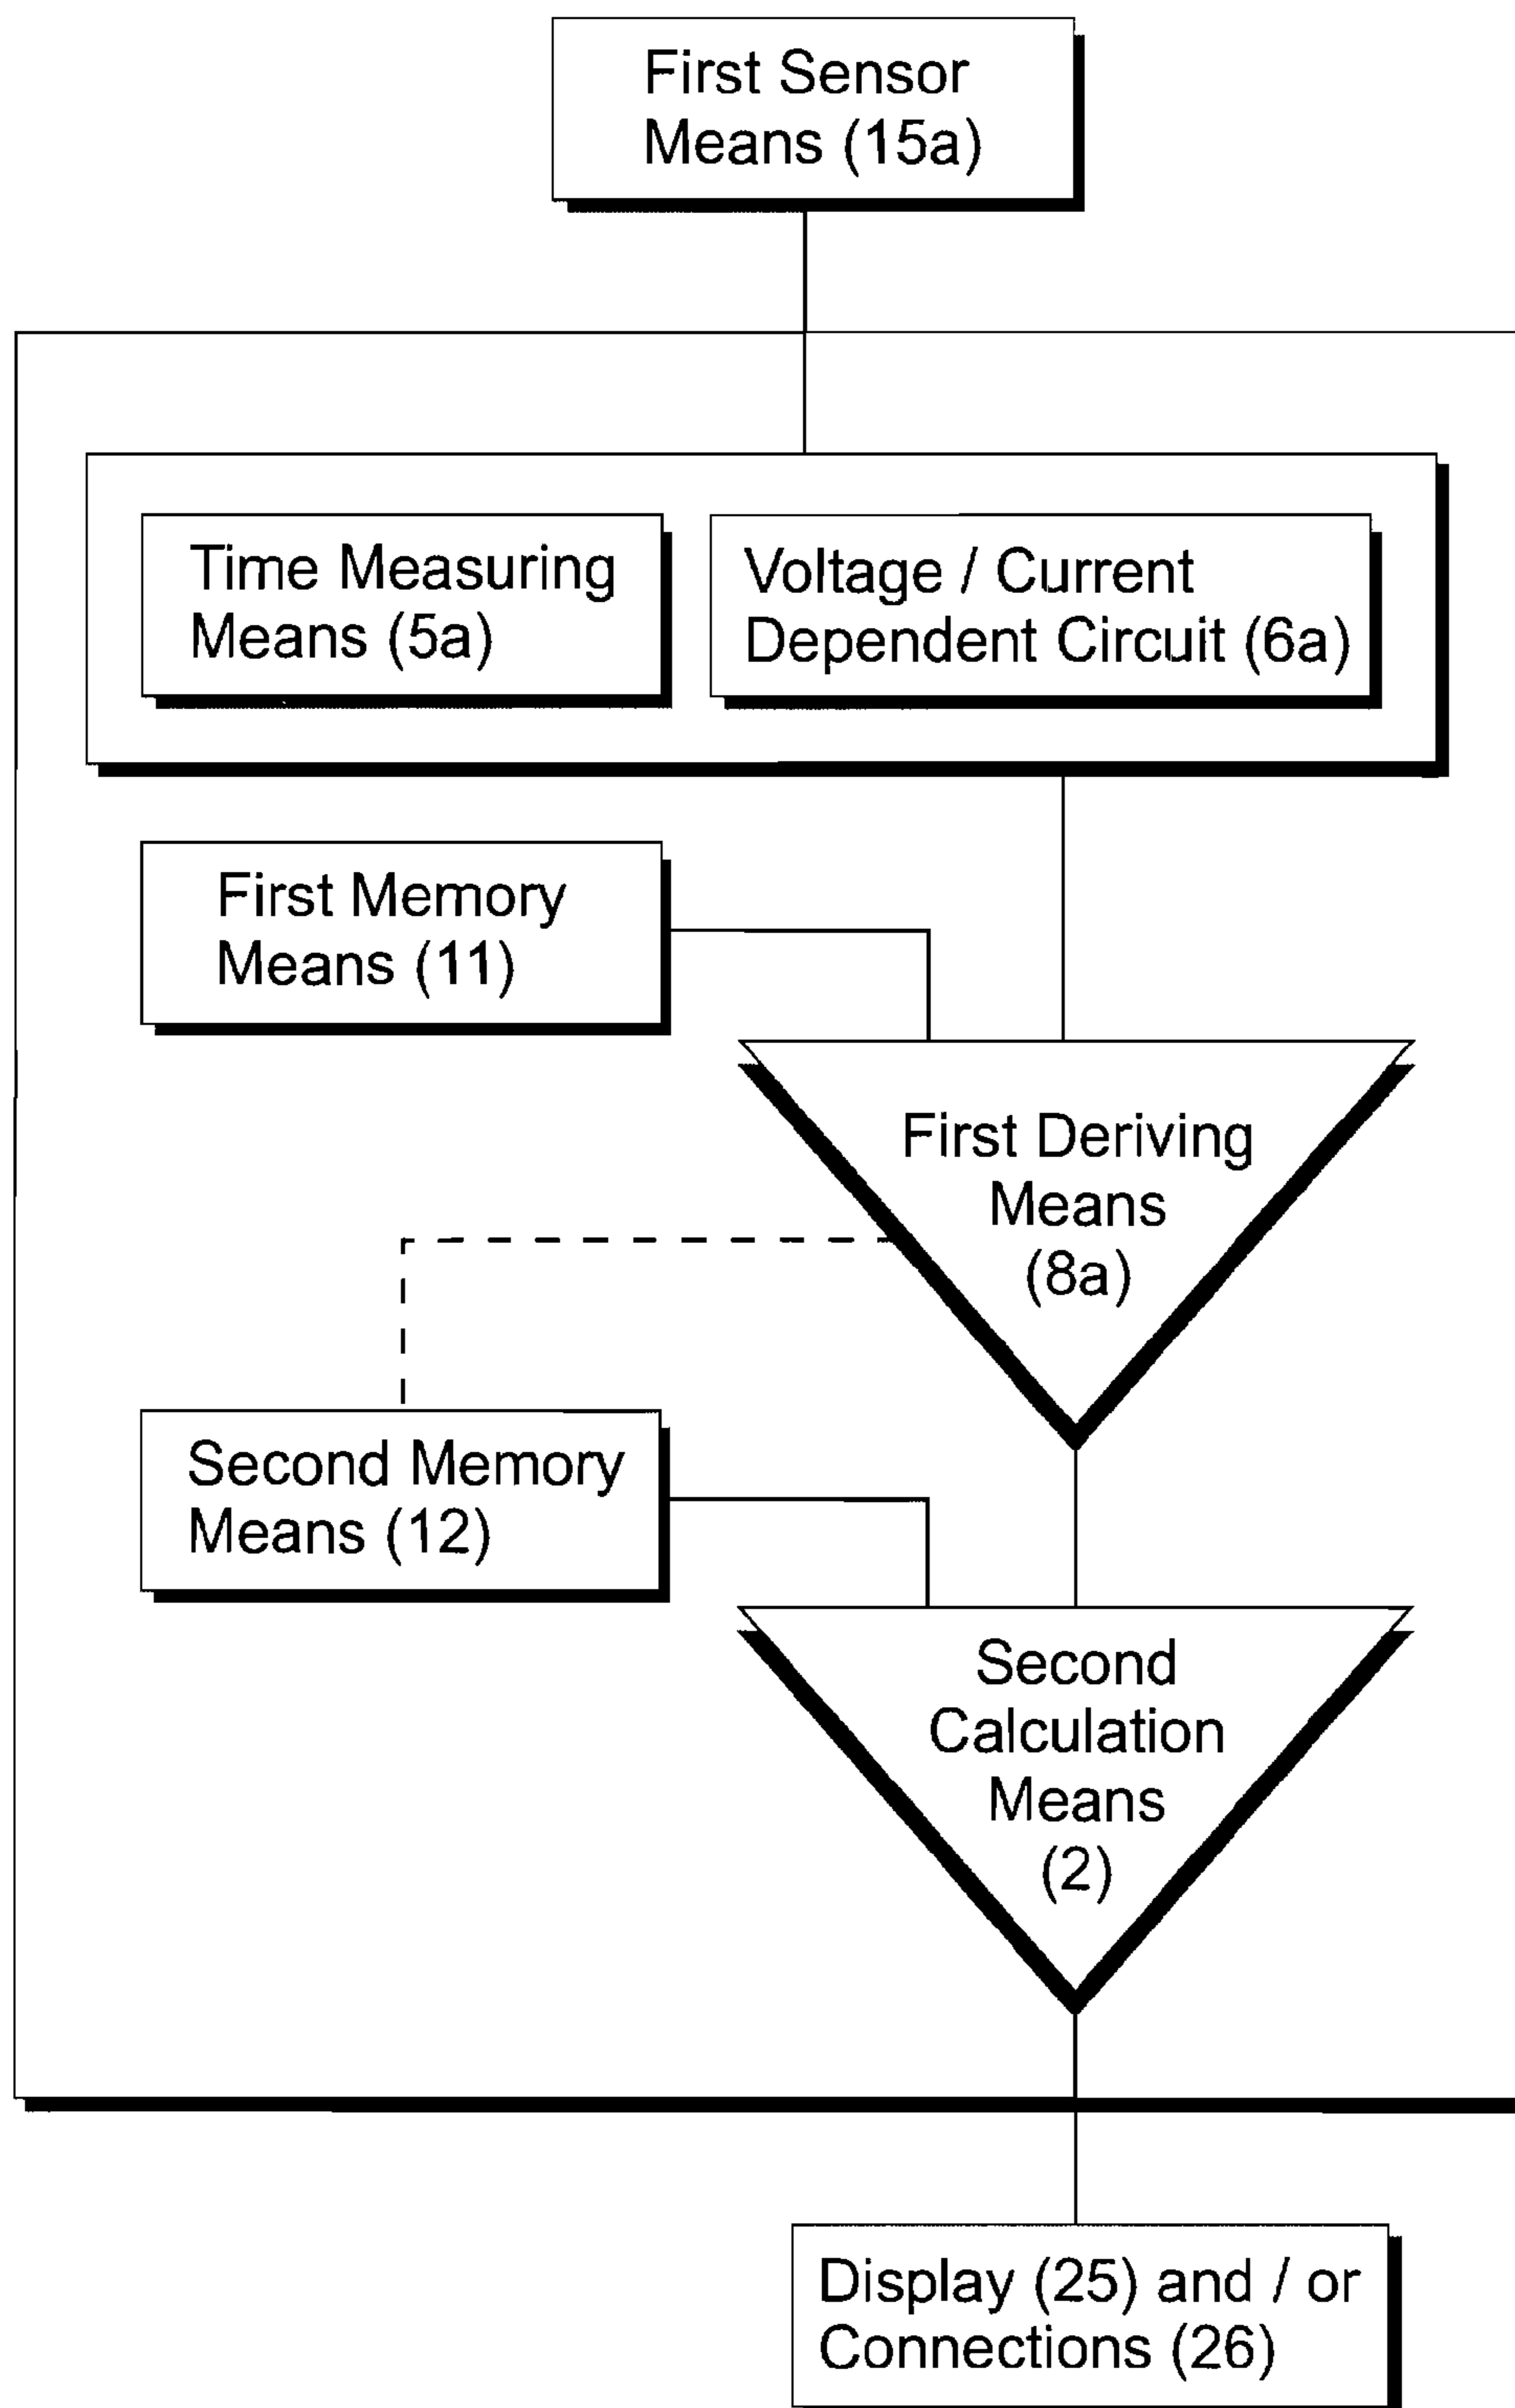 First Sensor
Means (15a)
Time Measuring
Means (5a)
Voltage / Current
Dependent Circuit (6a)
First Memory
Means (11)
First Deriving
Means
(8a)
Second Memory
Means (12)
Second
Calculation
Means
(2)
Display (25) and / or
Connections (26)